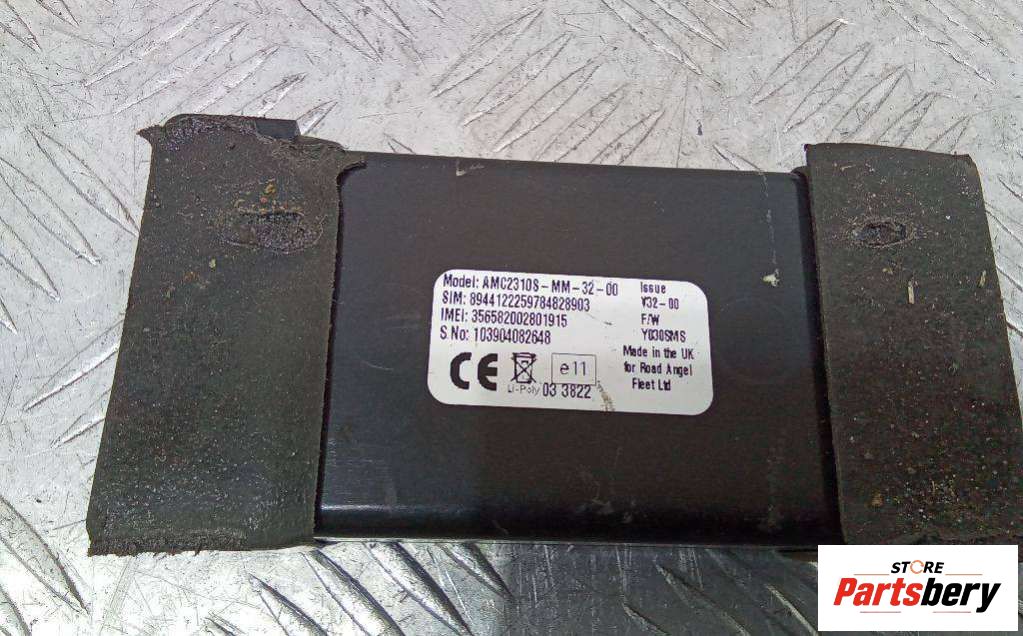 Model: AMC2310S-MM-32-00
SIM: 8944122259784828903
IMEI: 356582002801915
S.No: 103904082648
Issue
V32-00
F/W
Y030SMS
Made in the UK
for Road Angel
Fleet Ltd
CE
e11
Li-Poly 03 3822
STORE
Partsbery